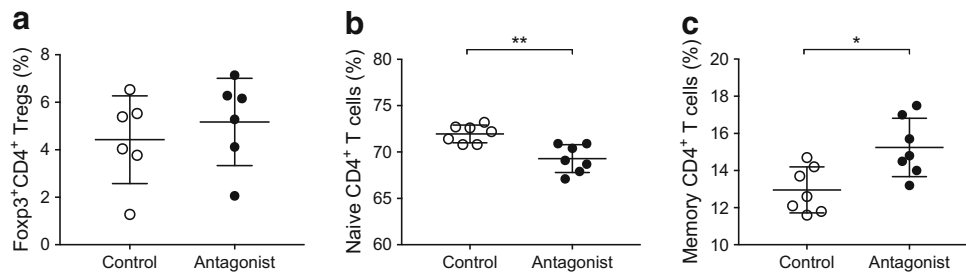 a
Foxp3⁺CD4⁺ Tregs (%)
8
6
4
2
0
Control
Antagonist
b
Naive CD4⁺ T cells (%)
80
75
70
65
60
**
Control
Antagonist
c
Memory CD4⁺ T cells (%)
20
18
16
14
12
10
*
Control
Antagonist